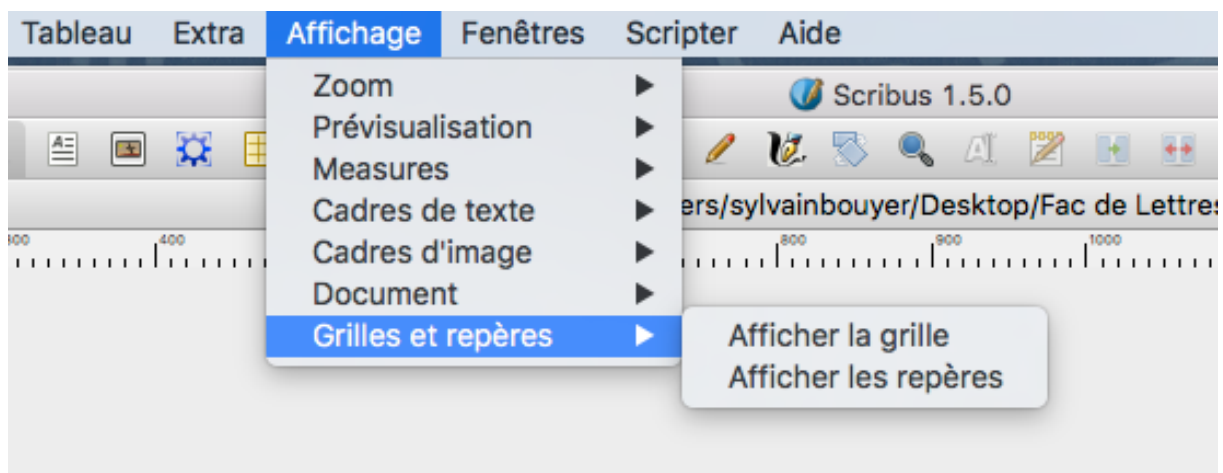 Tableau Extra Affichage Fenêtres Scripter Aide
Zoom
Scribus 1.5.0
Prévisualisation
Measures
Cadres de texte
ers/sylvainbouyer/Desktop/Fac de Lettres
Cadres d'image
400 800 900 1000
Document
Grilles et repères
Afficher la grille
Afficher les repères